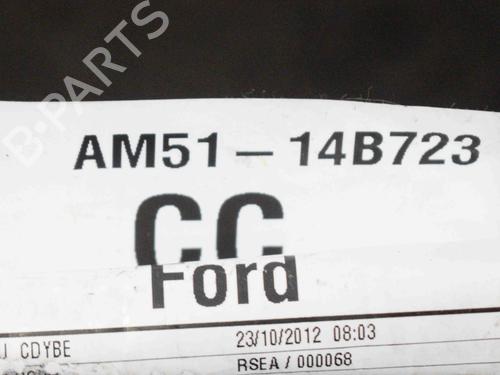 B-PARTS
AM51-14B723
CC
Ford
J CDYBE
23/10/2012 08:03
RSEA / 000068